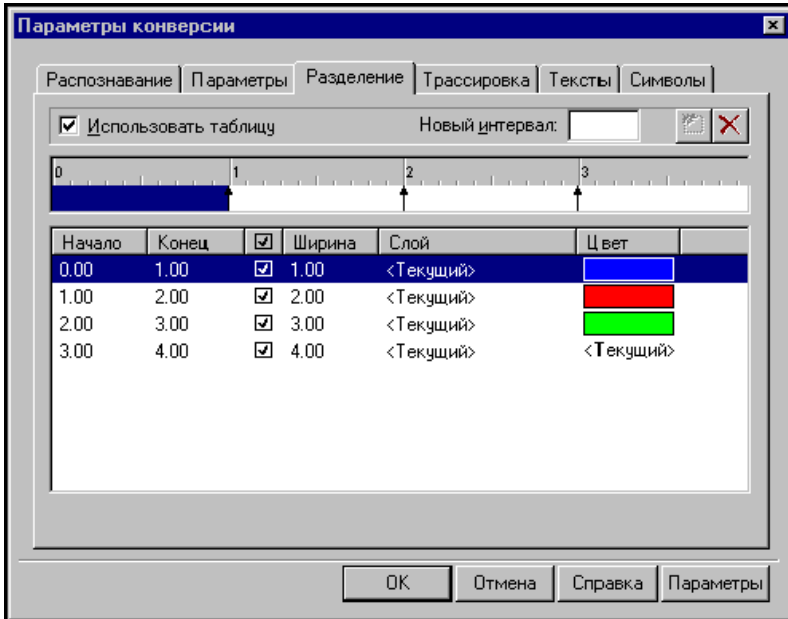 Параметры конверсии
Распознавание Параметры Разделение Трассировка Тексты Символы
Использовать таблицу Новый интервал:
0 1 2 3
Начало Конец Ширина Слой Цвет
0.00 1.00 1.00 <Текущий>
1.00 2.00 2.00 <Текущий>
2.00 3.00 3.00 <Текущий>
3.00 4.00 4.00 <Текущий> <Текущий>
OK Отмена Справка Параметры